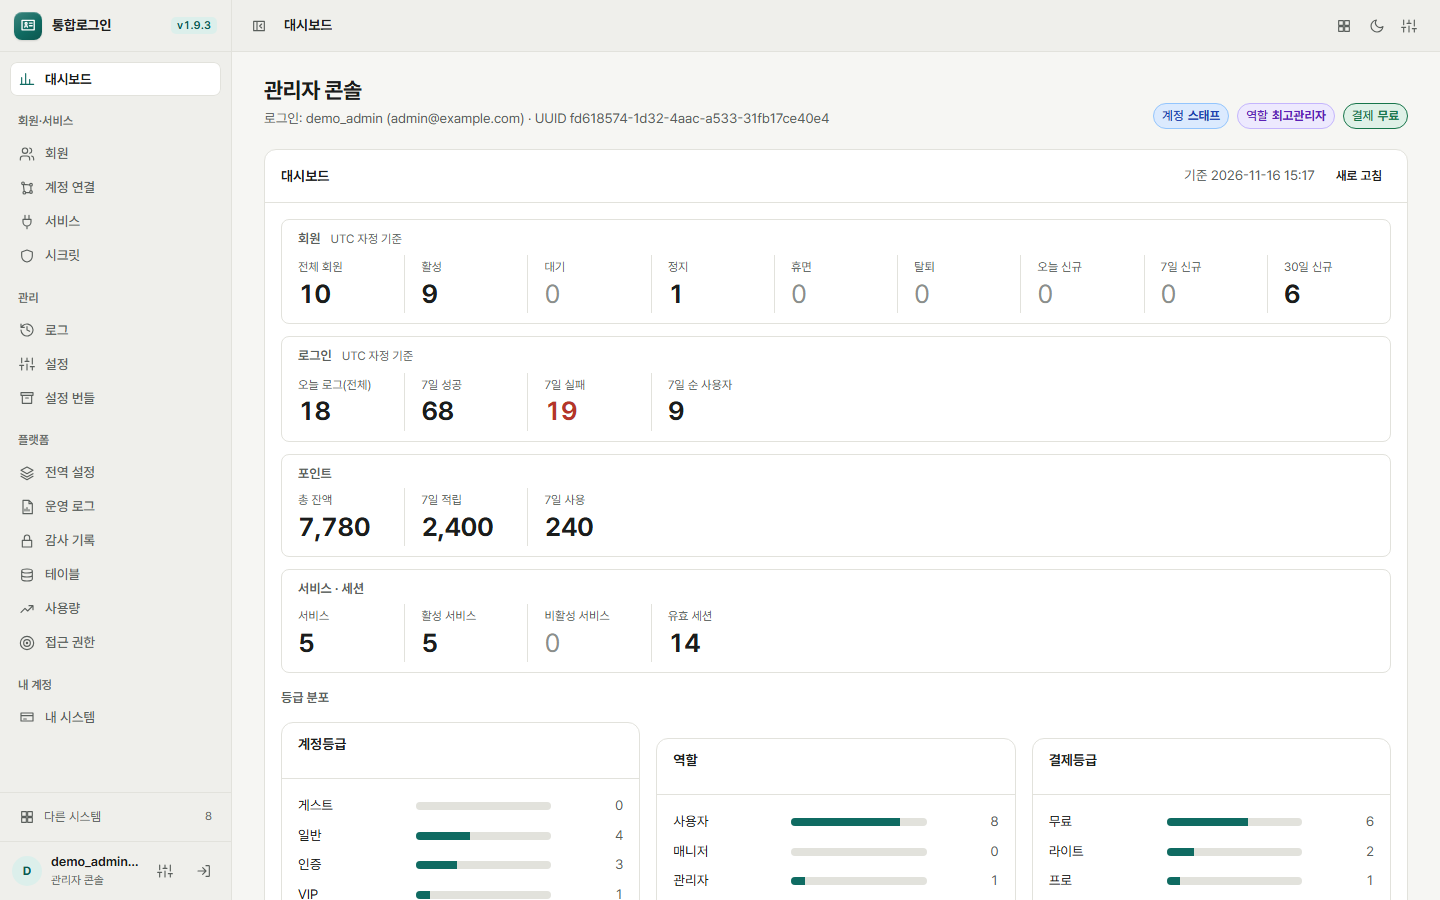 통합로그인
v1.9.3
대시보드
회원·서비스
회원
계정 연결
서비스
시크릿
관리
로그
설정
설정 번들
플랫폼
전역 설정
운영 로그
감사 기록
테이블
사용량
접근 권한
내 계정
내 시스템
다른 시스템 8
D
demo_admin...
관리자 콘솔
대시보드
관리자 콘솔
로그인: demo_admin (admin@example.com) · UUID fd618574-1d32-4aac-a533-31fb17ce40e4
계정 스태프 역할 최고관리자 결제 무료
대시보드
기준 2026-11-16 15:17 새로 고침
회원 UTC 자정 기준
전체 회원 활성 대기 정지 휴면 탈퇴 오늘 신규 7일 신규 30일 신규
10 9 0 1 0 0 0 0 6
로그인 UTC 자정 기준
오늘 로그(전체) 7일 성공 7일 실패 7일 순 사용자
18 68 19 9
포인트
총 잔액 7일 적립 7일 사용
7,780 2,400 240
서비스 · 세션
서비스 활성 서비스 비활성 서비스 유효 세션
5 5 0 14
등급 분포
계정등급
게스트 0
일반 4
인증 3
VIP 1
역할
사용자 8
매니저 0
관리자 1
결제등급
무료 6
라이트 2
프로 1